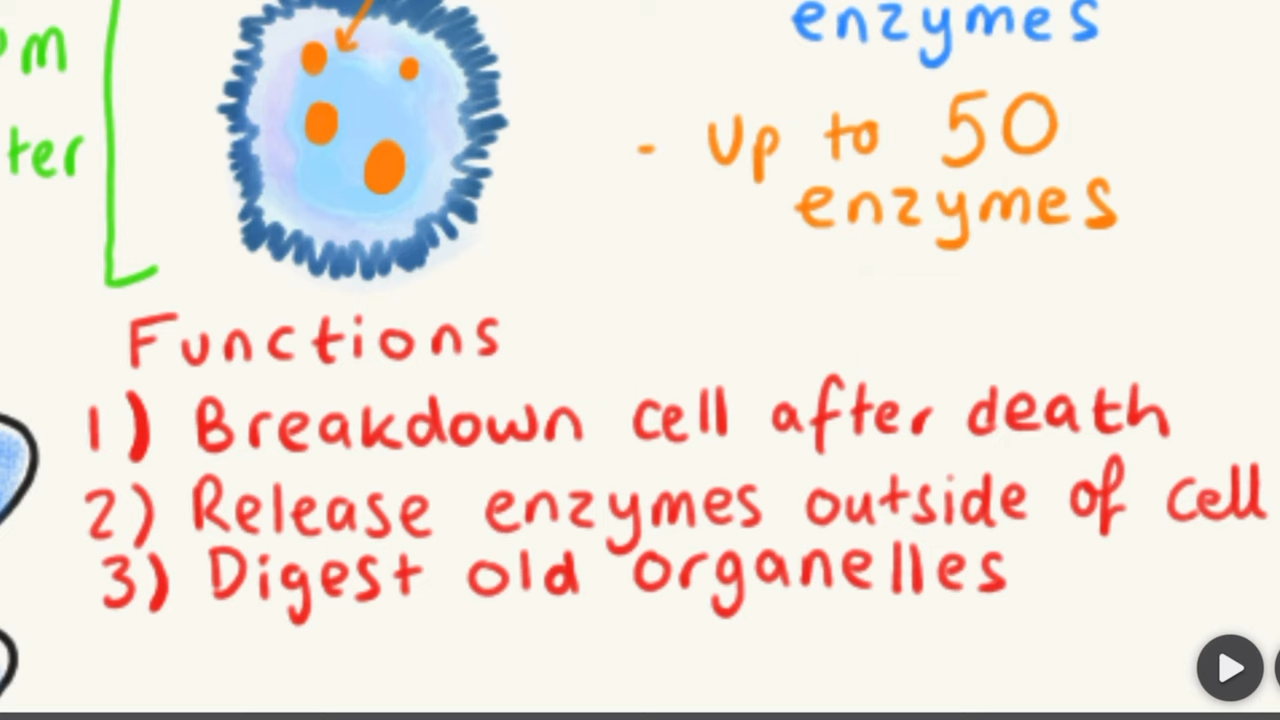 enzymes
- Up to 50
enzymes
ter
Functions
1) Breakdown cell after death
2) Release enzymes outside of cell
3) Digest old organelles